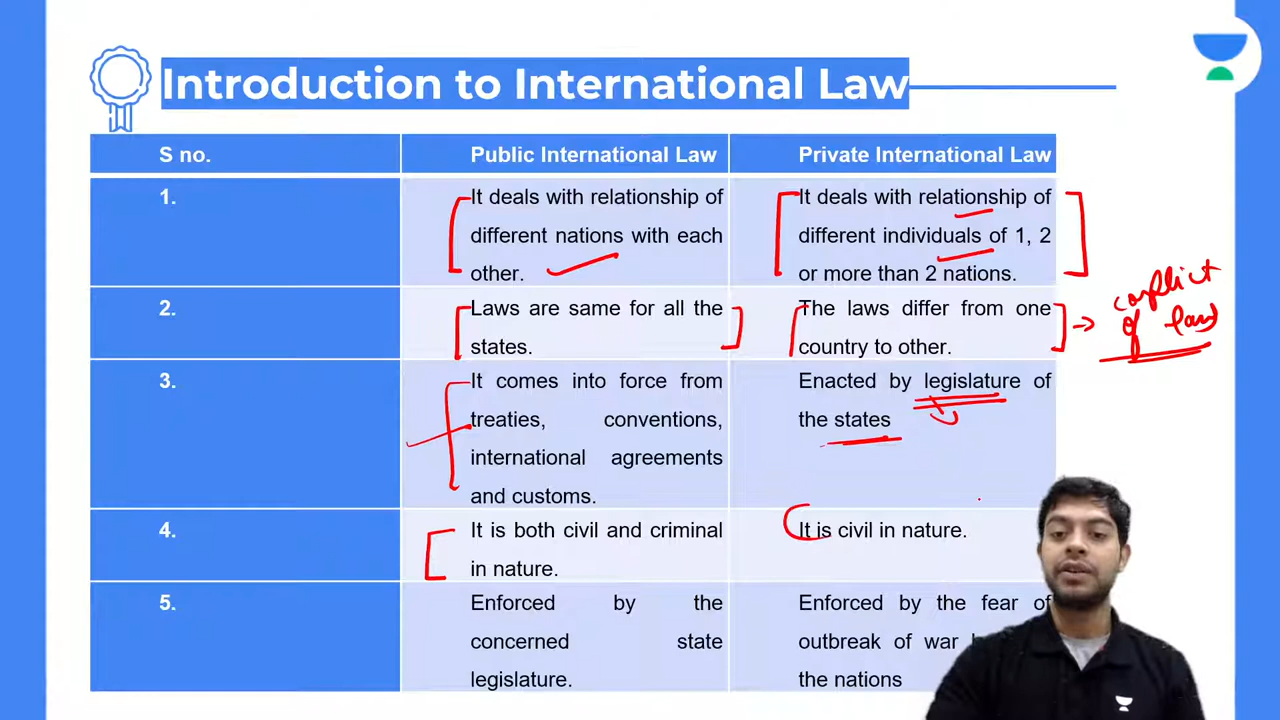 Introduction to International Law
S no.
Public International Law
Private International Law
1.
It deals with relationship of
different nations with each
other.
It deals with relationship of
different individuals of 1, 2
or more than 2 nations.
2.
Laws are same for all the
states.
The laws differ from one
country to other.
conflict
of law
3.
It comes into force from
treaties, conventions,
international agreements
and customs.
Enacted by legislature of
the states
4.
It is both civil and criminal
in nature.
It is civil in nature.
5.
Enforced by the
concerned state
legislature.
Enforced by the fear of
outbreak of war
the nations